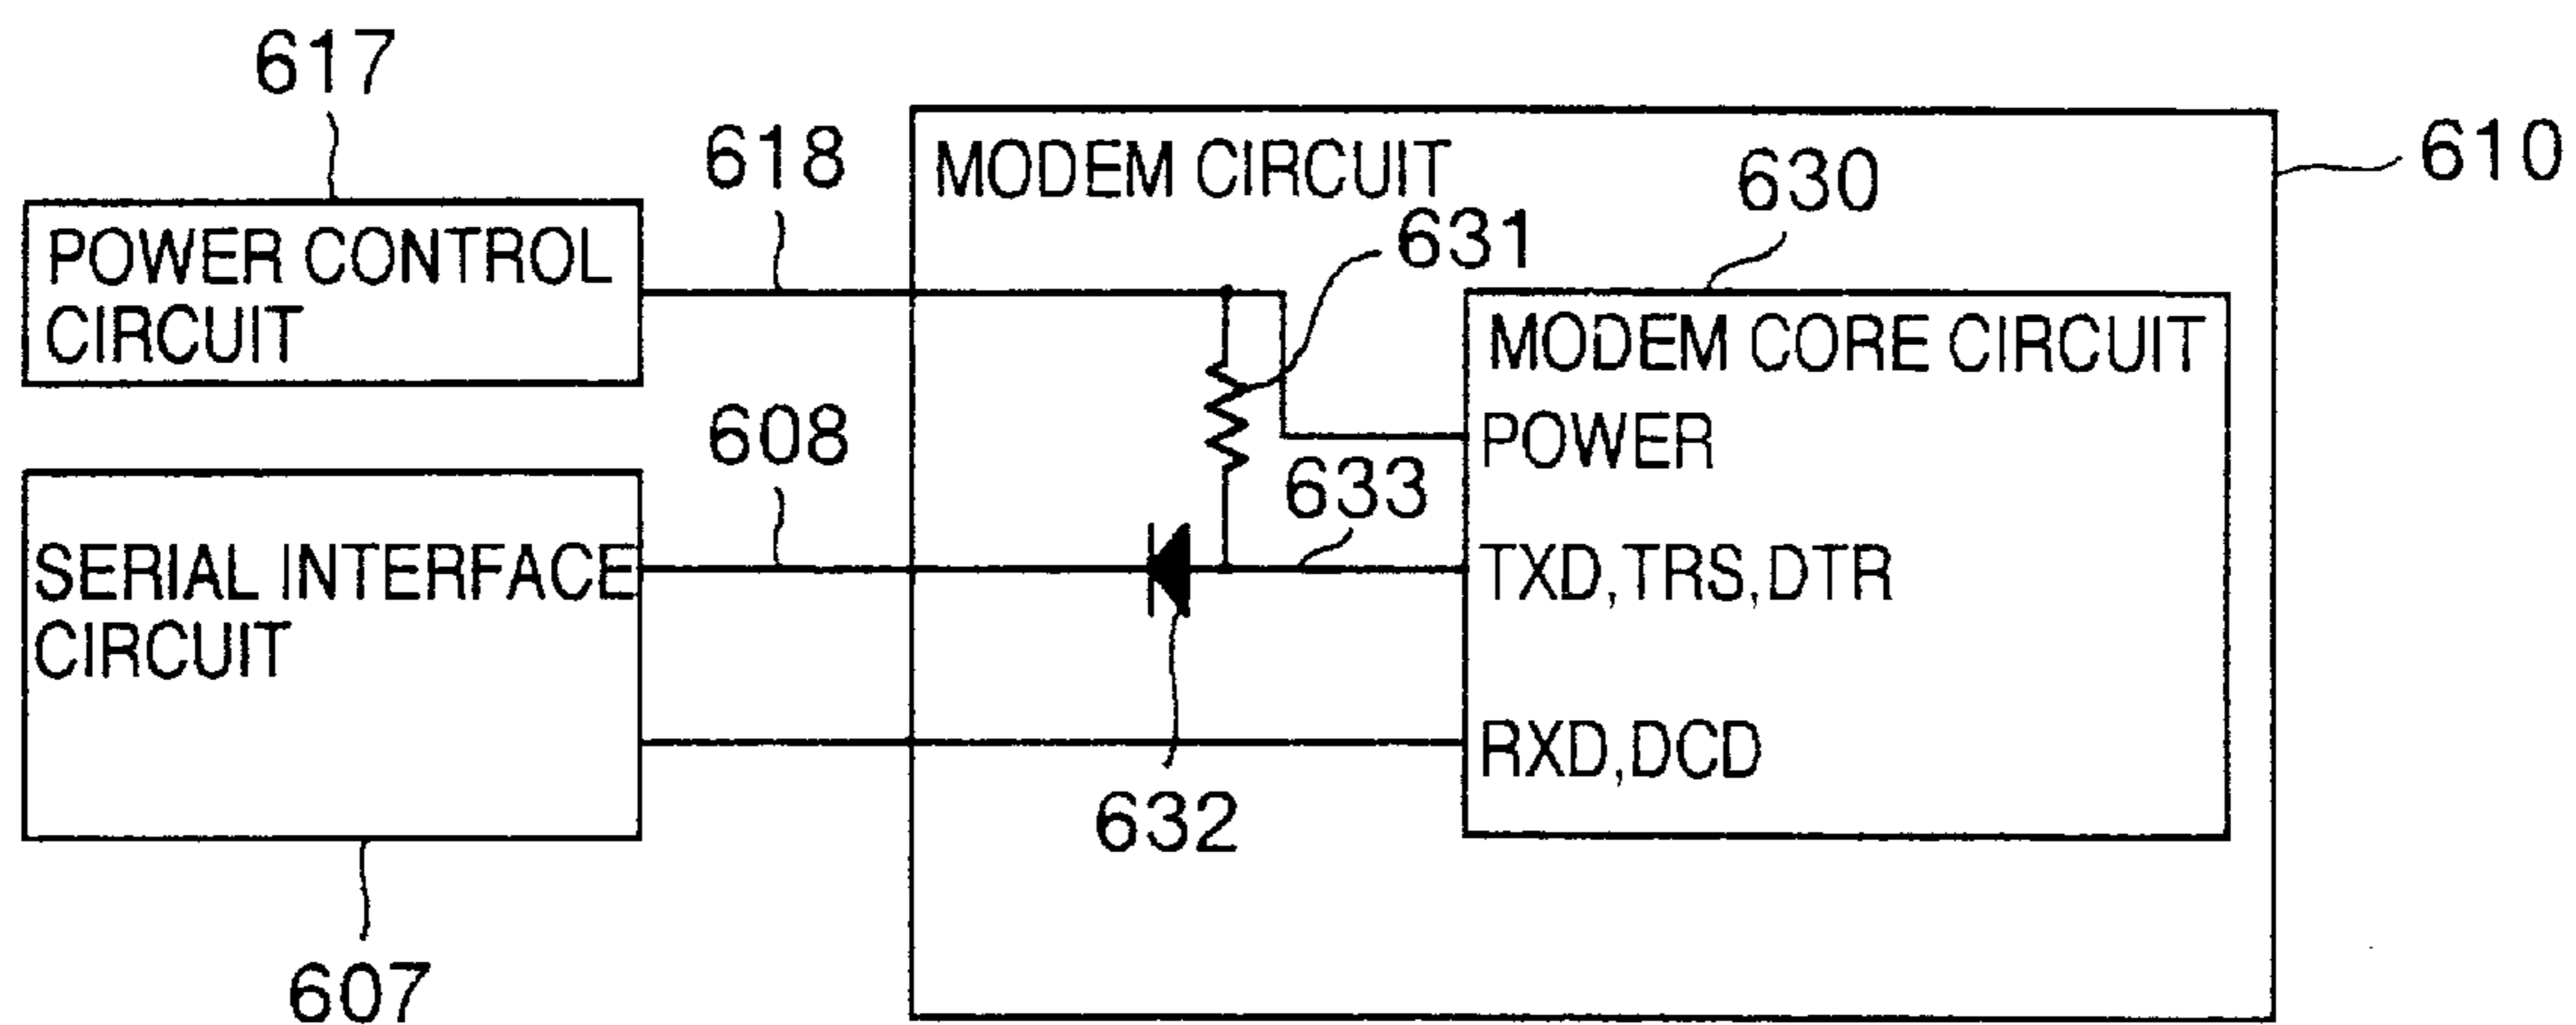 617
618
MODEM CIRCUIT
610
630
631
POWER CONTROL
CIRCUIT
MODEM CORE CIRCUIT
608
POWER
633
SERIAL INTERFACE
CIRCUIT
TXD,TRS,DTR
RXD,DCD
632
607